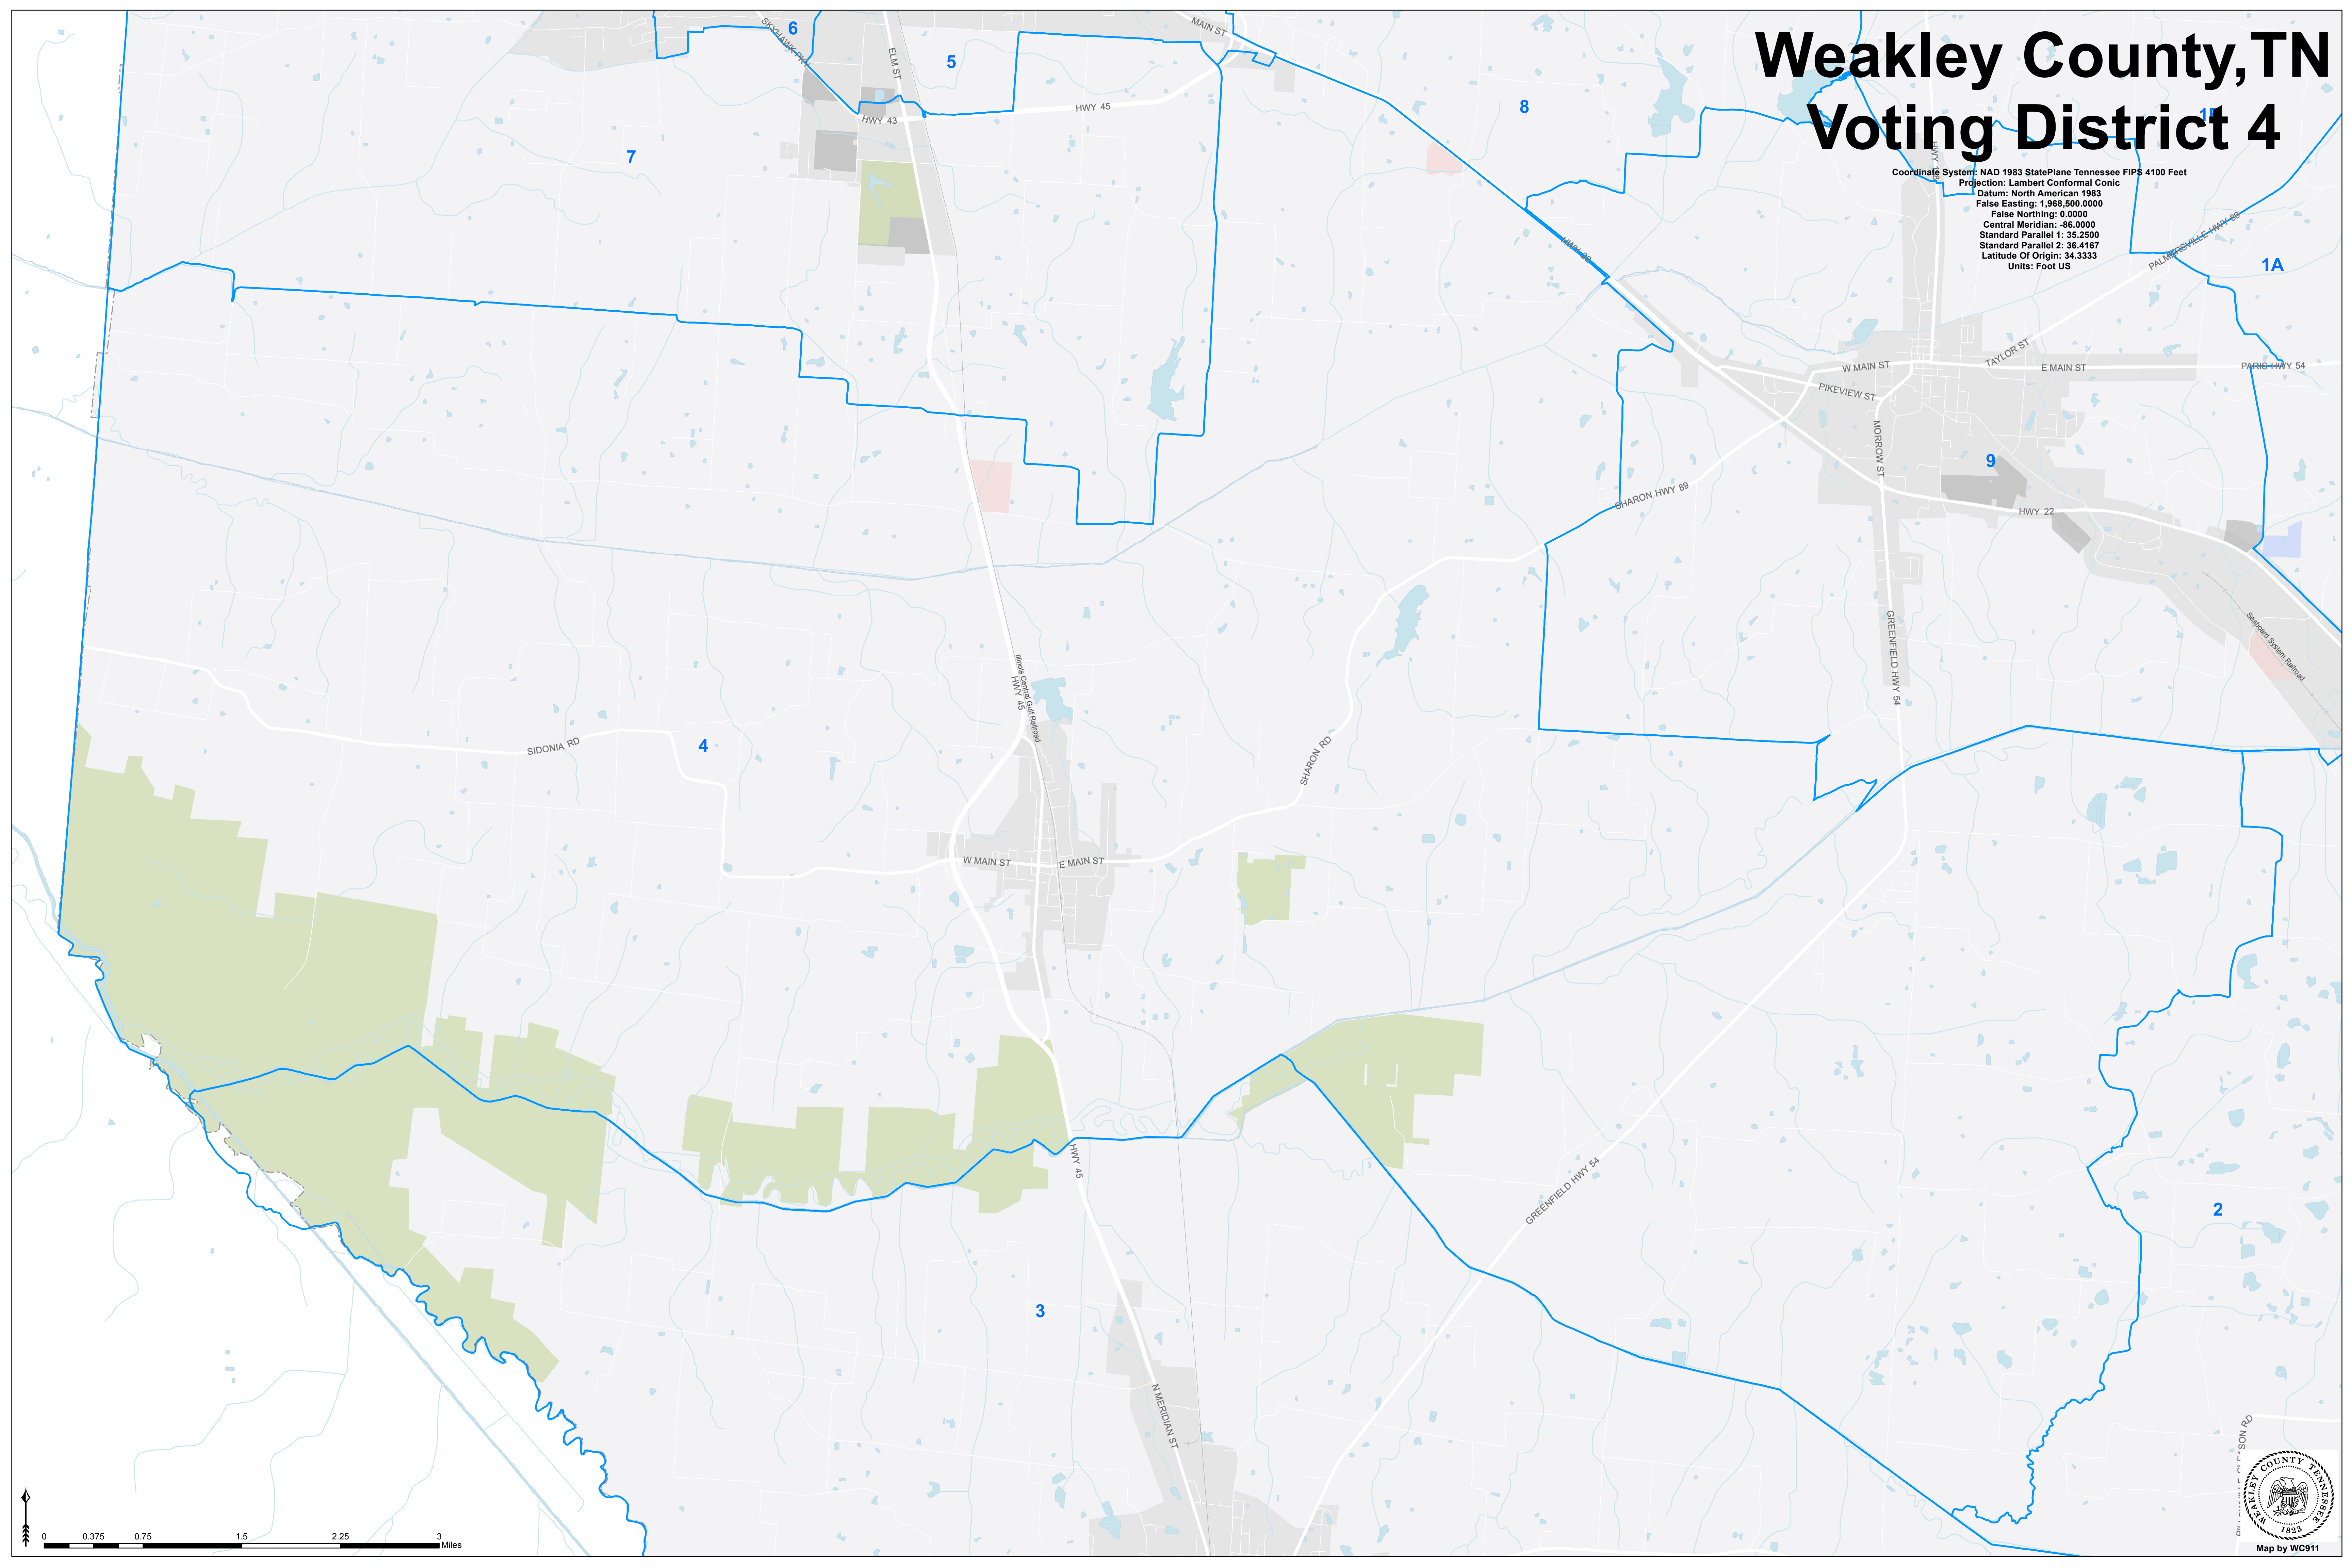 Weakley County,TN
Voting District 4
Coordinate System: NAD 1983 StatePlane Tennessee FIPS 4100 Feet
Projection: Lambert Conformal Conic
Datum: North American 1983
False Easting: 1,968,500.0000
False Northing: 0.0000
Central Meridian: -86.0000
Standard Parallel 1: 35.2500
Standard Parallel 2: 36.4167
Latitude Of Origin: 34.3333
Units: Foot US
6
SKYHAWK PKY
ELM ST
5
MAIN ST
HWY 45
HWY 43
8
7
HWY 22
PALMERSVILLE HWY 89
1A
W MAIN ST
TAYLOR ST
E MAIN ST
PARIS HWY 54
PIKEVIEW ST
MORROW ST
9
SHARON HWY 89
HWY 22
GREENFIELD HWY 54
Seaboard System Railroad
Illinois Central Gulf Railroad
HWY 45
SIDONIA RD
4
SHARON RD
W MAIN ST
E MAIN ST
HWY 45
GREENFIELD HWY 54
2
3
N MERIDIAN ST
WEAKLEY COUNTY TENNESSEE
1823
Map by WC911
0 0.375 0.75 1.5 2.25 3
Miles